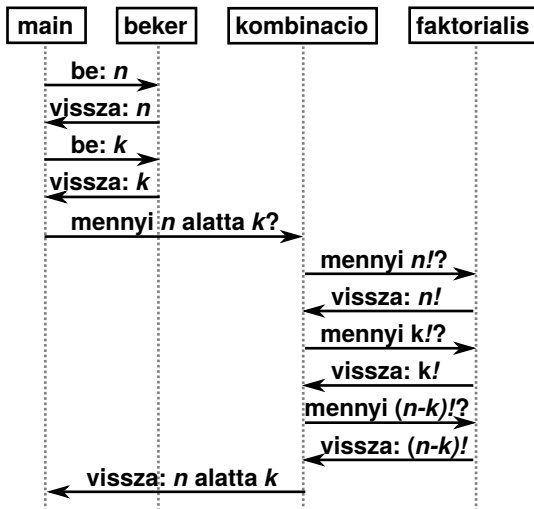 main beker kombinacio faktorialis
be: n
vissza: n
be: k
vissza: k
mennyi n alatta k?
mennyi n!?
vissza: n!
mennyi k!?
vissza: k!
mennyi (n-k)!?
vissza: (n-k)!
vissza: n alatta k